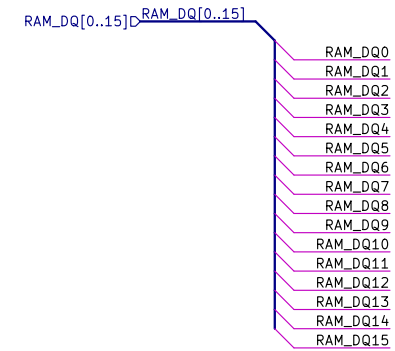 RAM_DQ[0..15] RAM_DQ[0..15]
RAM_DQ0
RAM_DQ1
RAM_DQ2
RAM_DQ3
RAM_DQ4
RAM_DQ5
RAM_DQ6
RAM_DQ7
RAM_DQ8
RAM_DQ9
RAM_DQ10
RAM_DQ11
RAM_DQ12
RAM_DQ13
RAM_DQ14
RAM_DQ15